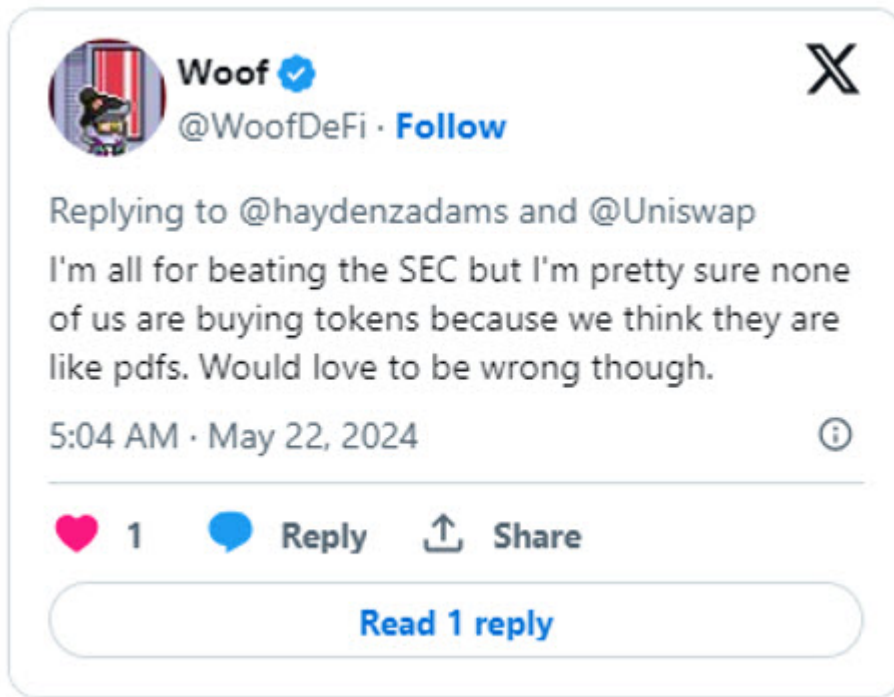 Woof
@WoofDeFi · Follow
Replying to @haydenzadams and @Uniswap
I'm all for beating the SEC but I'm pretty sure none
of us are buying tokens because we think they are
like pdfs. Would love to be wrong though.
5:04 AM · May 22, 2024
1 Reply Share
Read 1 reply